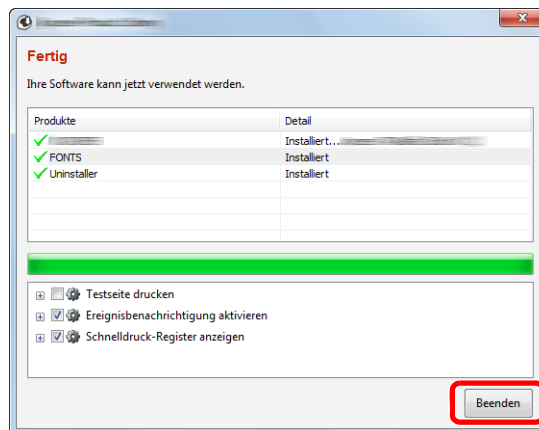 Fertig
Ihre Software kann jetzt verwendet werden.
Produkte Detail
Installiert...
FONTS Installiert
Uninstaller Installiert
Testseite drucken
Ereignisbenachrichtigung aktivieren
Schnelldruck-Register anzeigen
Beenden